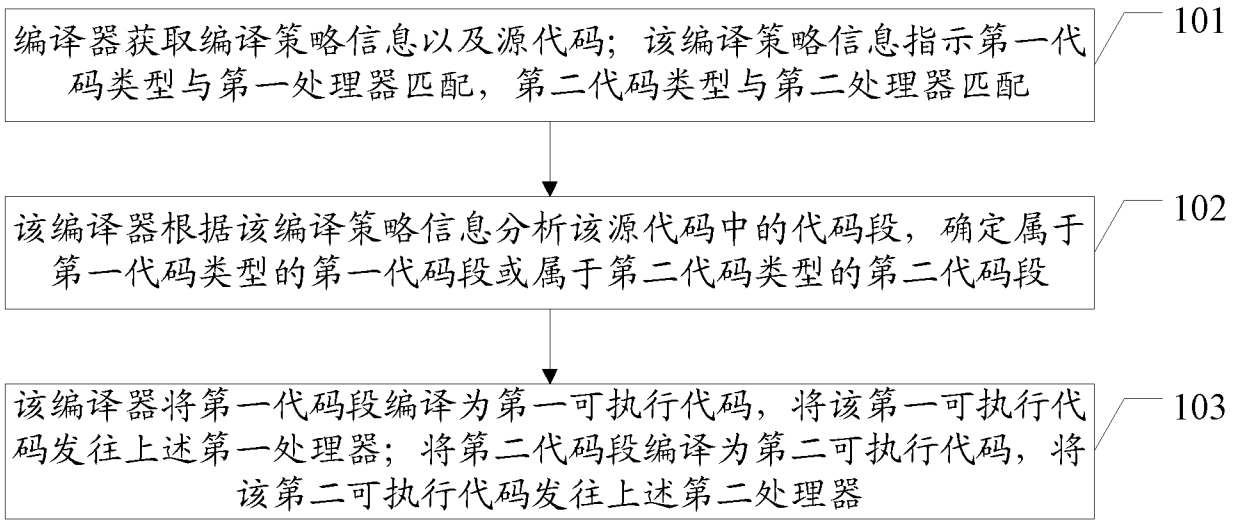 编译器获取编译策略信息以及源代码；该编译策略信息指示第一代
码类型与第一处理器匹配，第二代码类型与第二处理器匹配
101
该编译器根据该编译策略信息分析该源代码中的代码段，确定属于
第一代码类型的第一代码段或属于第二代码类型的第二代码段
102
该编译器将第一代码段编译为第一可执行代码，将该第一可执行代
码发往上述第一处理器；将第二代码段编译为第二可执行代码，将
该第二可执行代码发往上述第二处理器
103